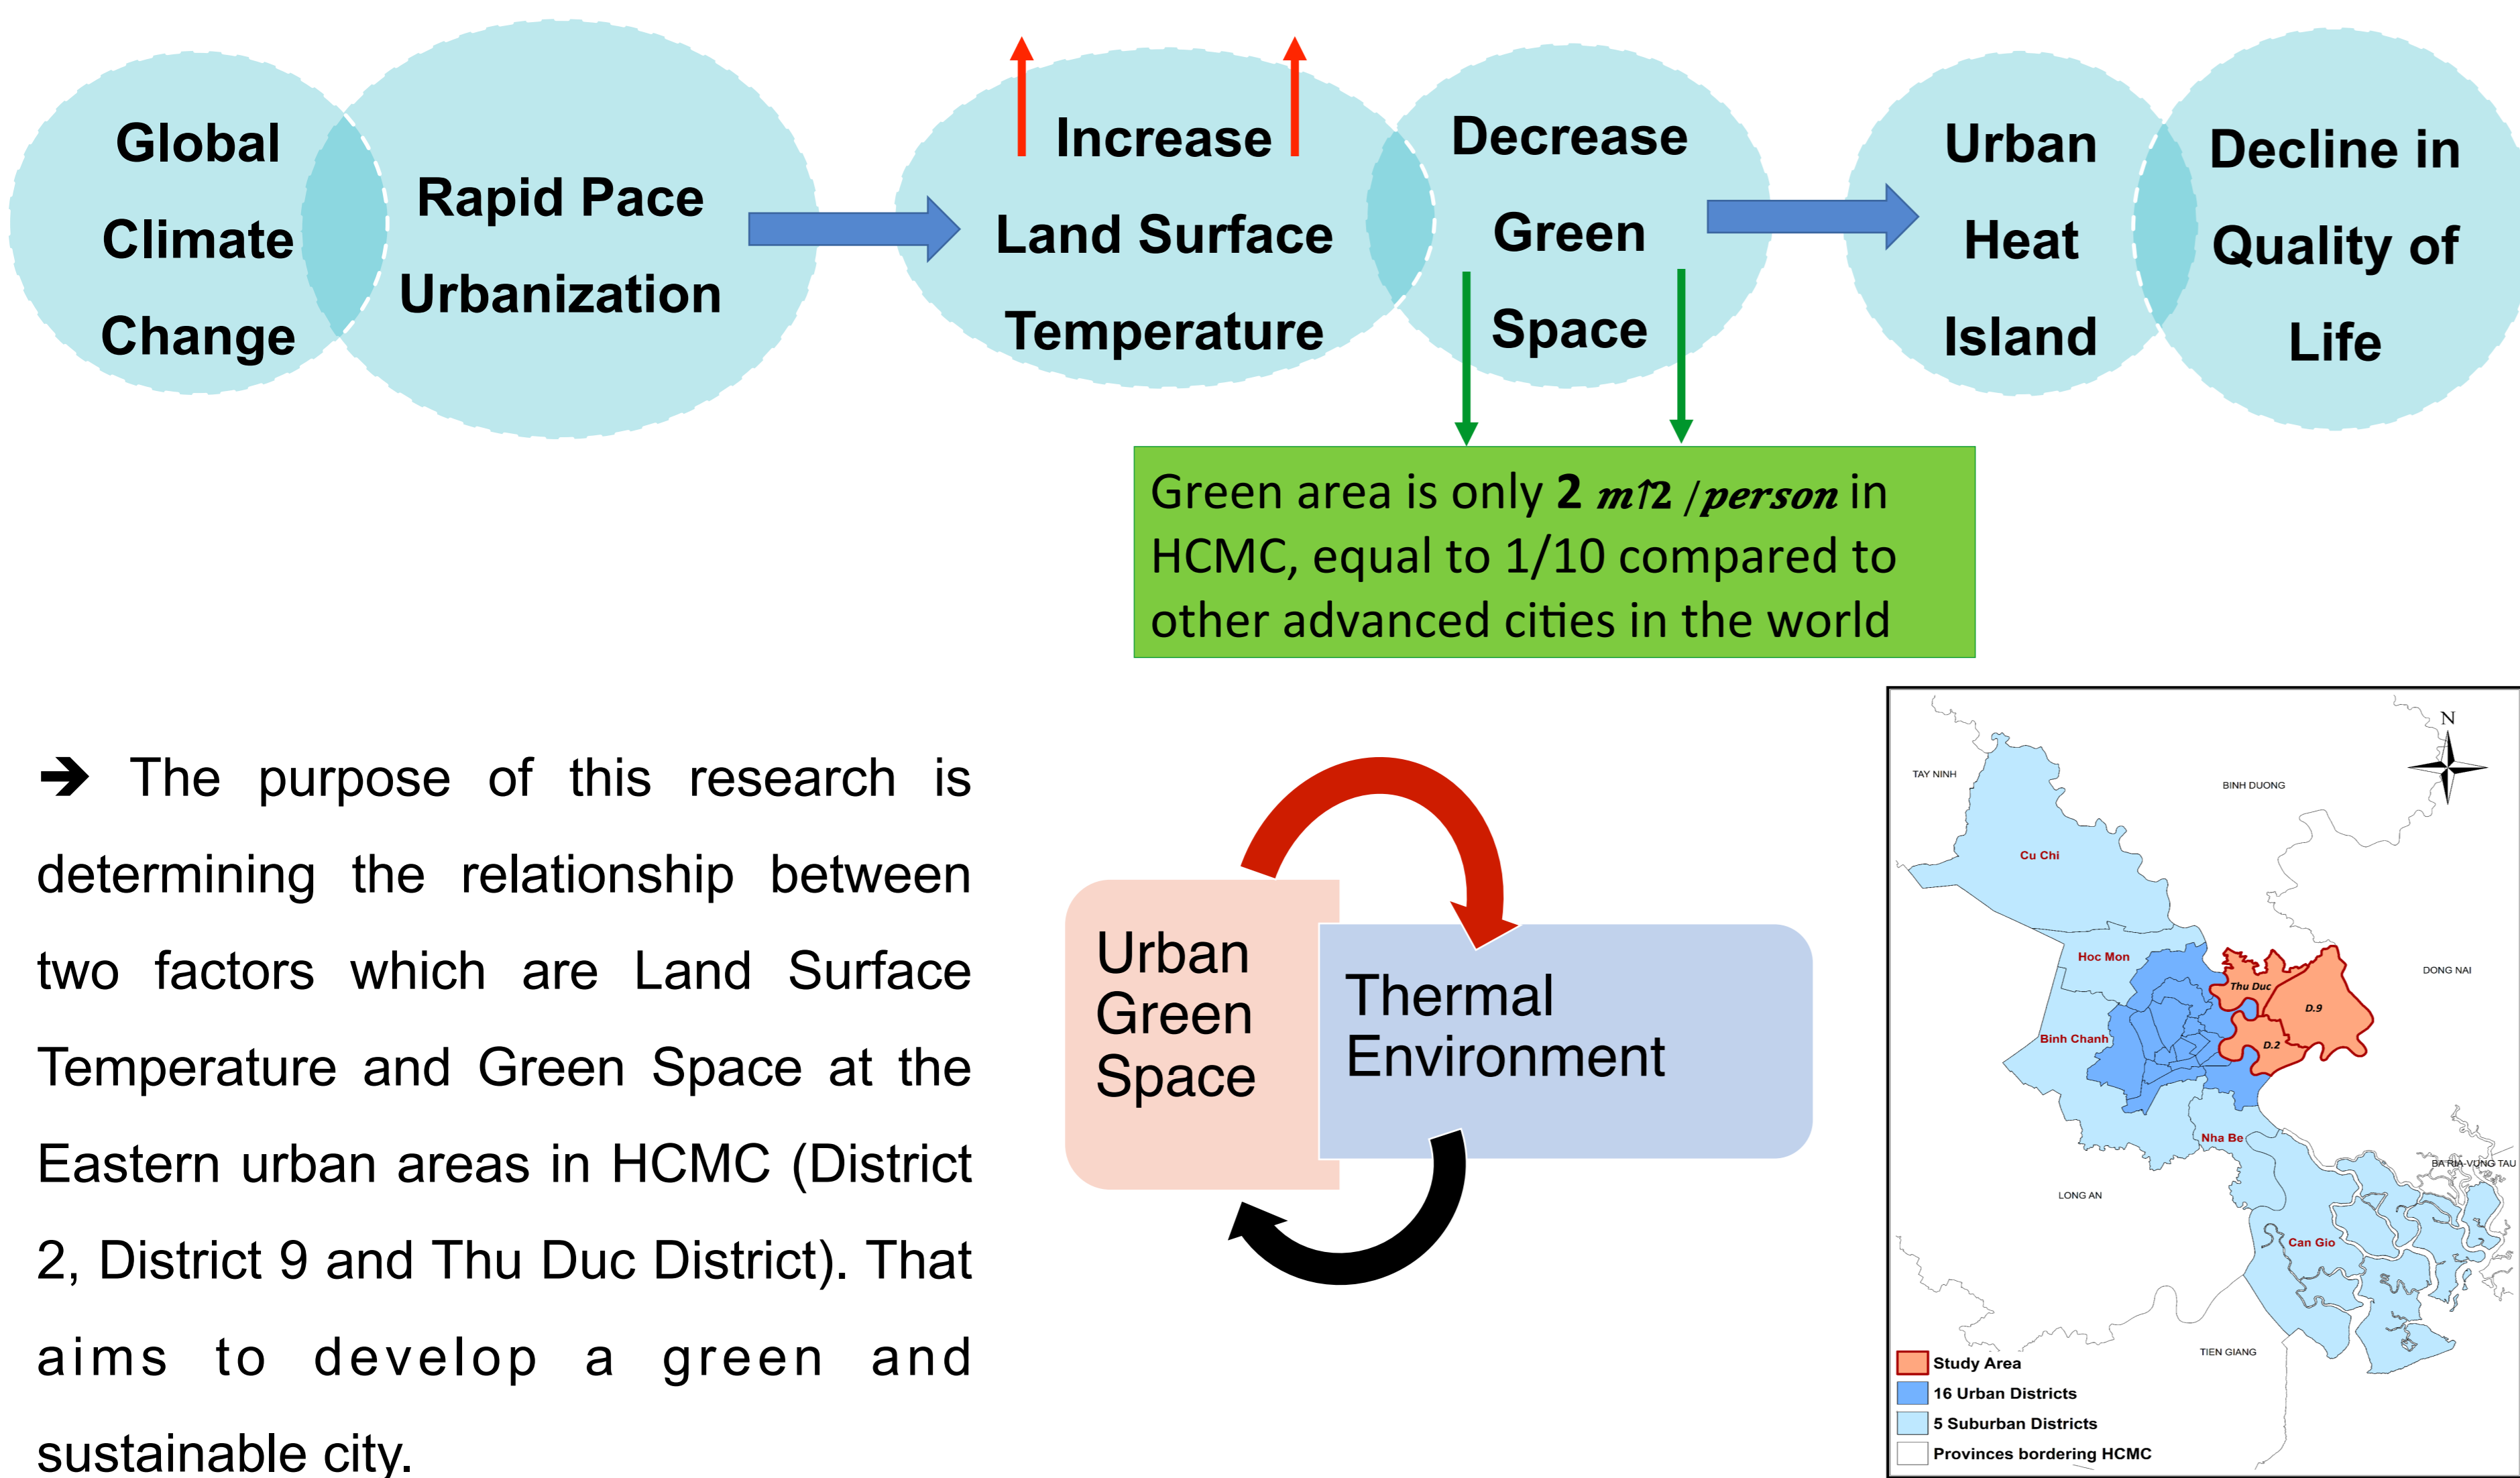 Global
Climate
Change
Rapid Pace
Urbanization
Increase
Land Surface
Temperature
Decrease
Green
Space
Urban
Heat
Island
Decline in
Quality of
Life
Green area is only 2 m↑2 /person in
HCMC, equal to 1/10 compared to
other advanced cities in the world
➔ The purpose of this research is
determining the relationship between
two factors which are Land Surface
Temperature and Green Space at the
Eastern urban areas in HCMC (District
2, District 9 and Thu Duc District). That
aims to develop a green and
sustainable city.
Urban
Green
Space
Thermal
Environment
N
TAY NINH
BINH DUONG
Cu Chi
Hoc Mon
DONG NAI
Thu Duc
D.9
Binh Chanh
D.2
Nha Be
BA RIA-VUNG TAU
LONG AN
Can Gio
TIEN GIANG
Study Area
16 Urban Districts
5 Suburban Districts
Provinces bordering HCMC